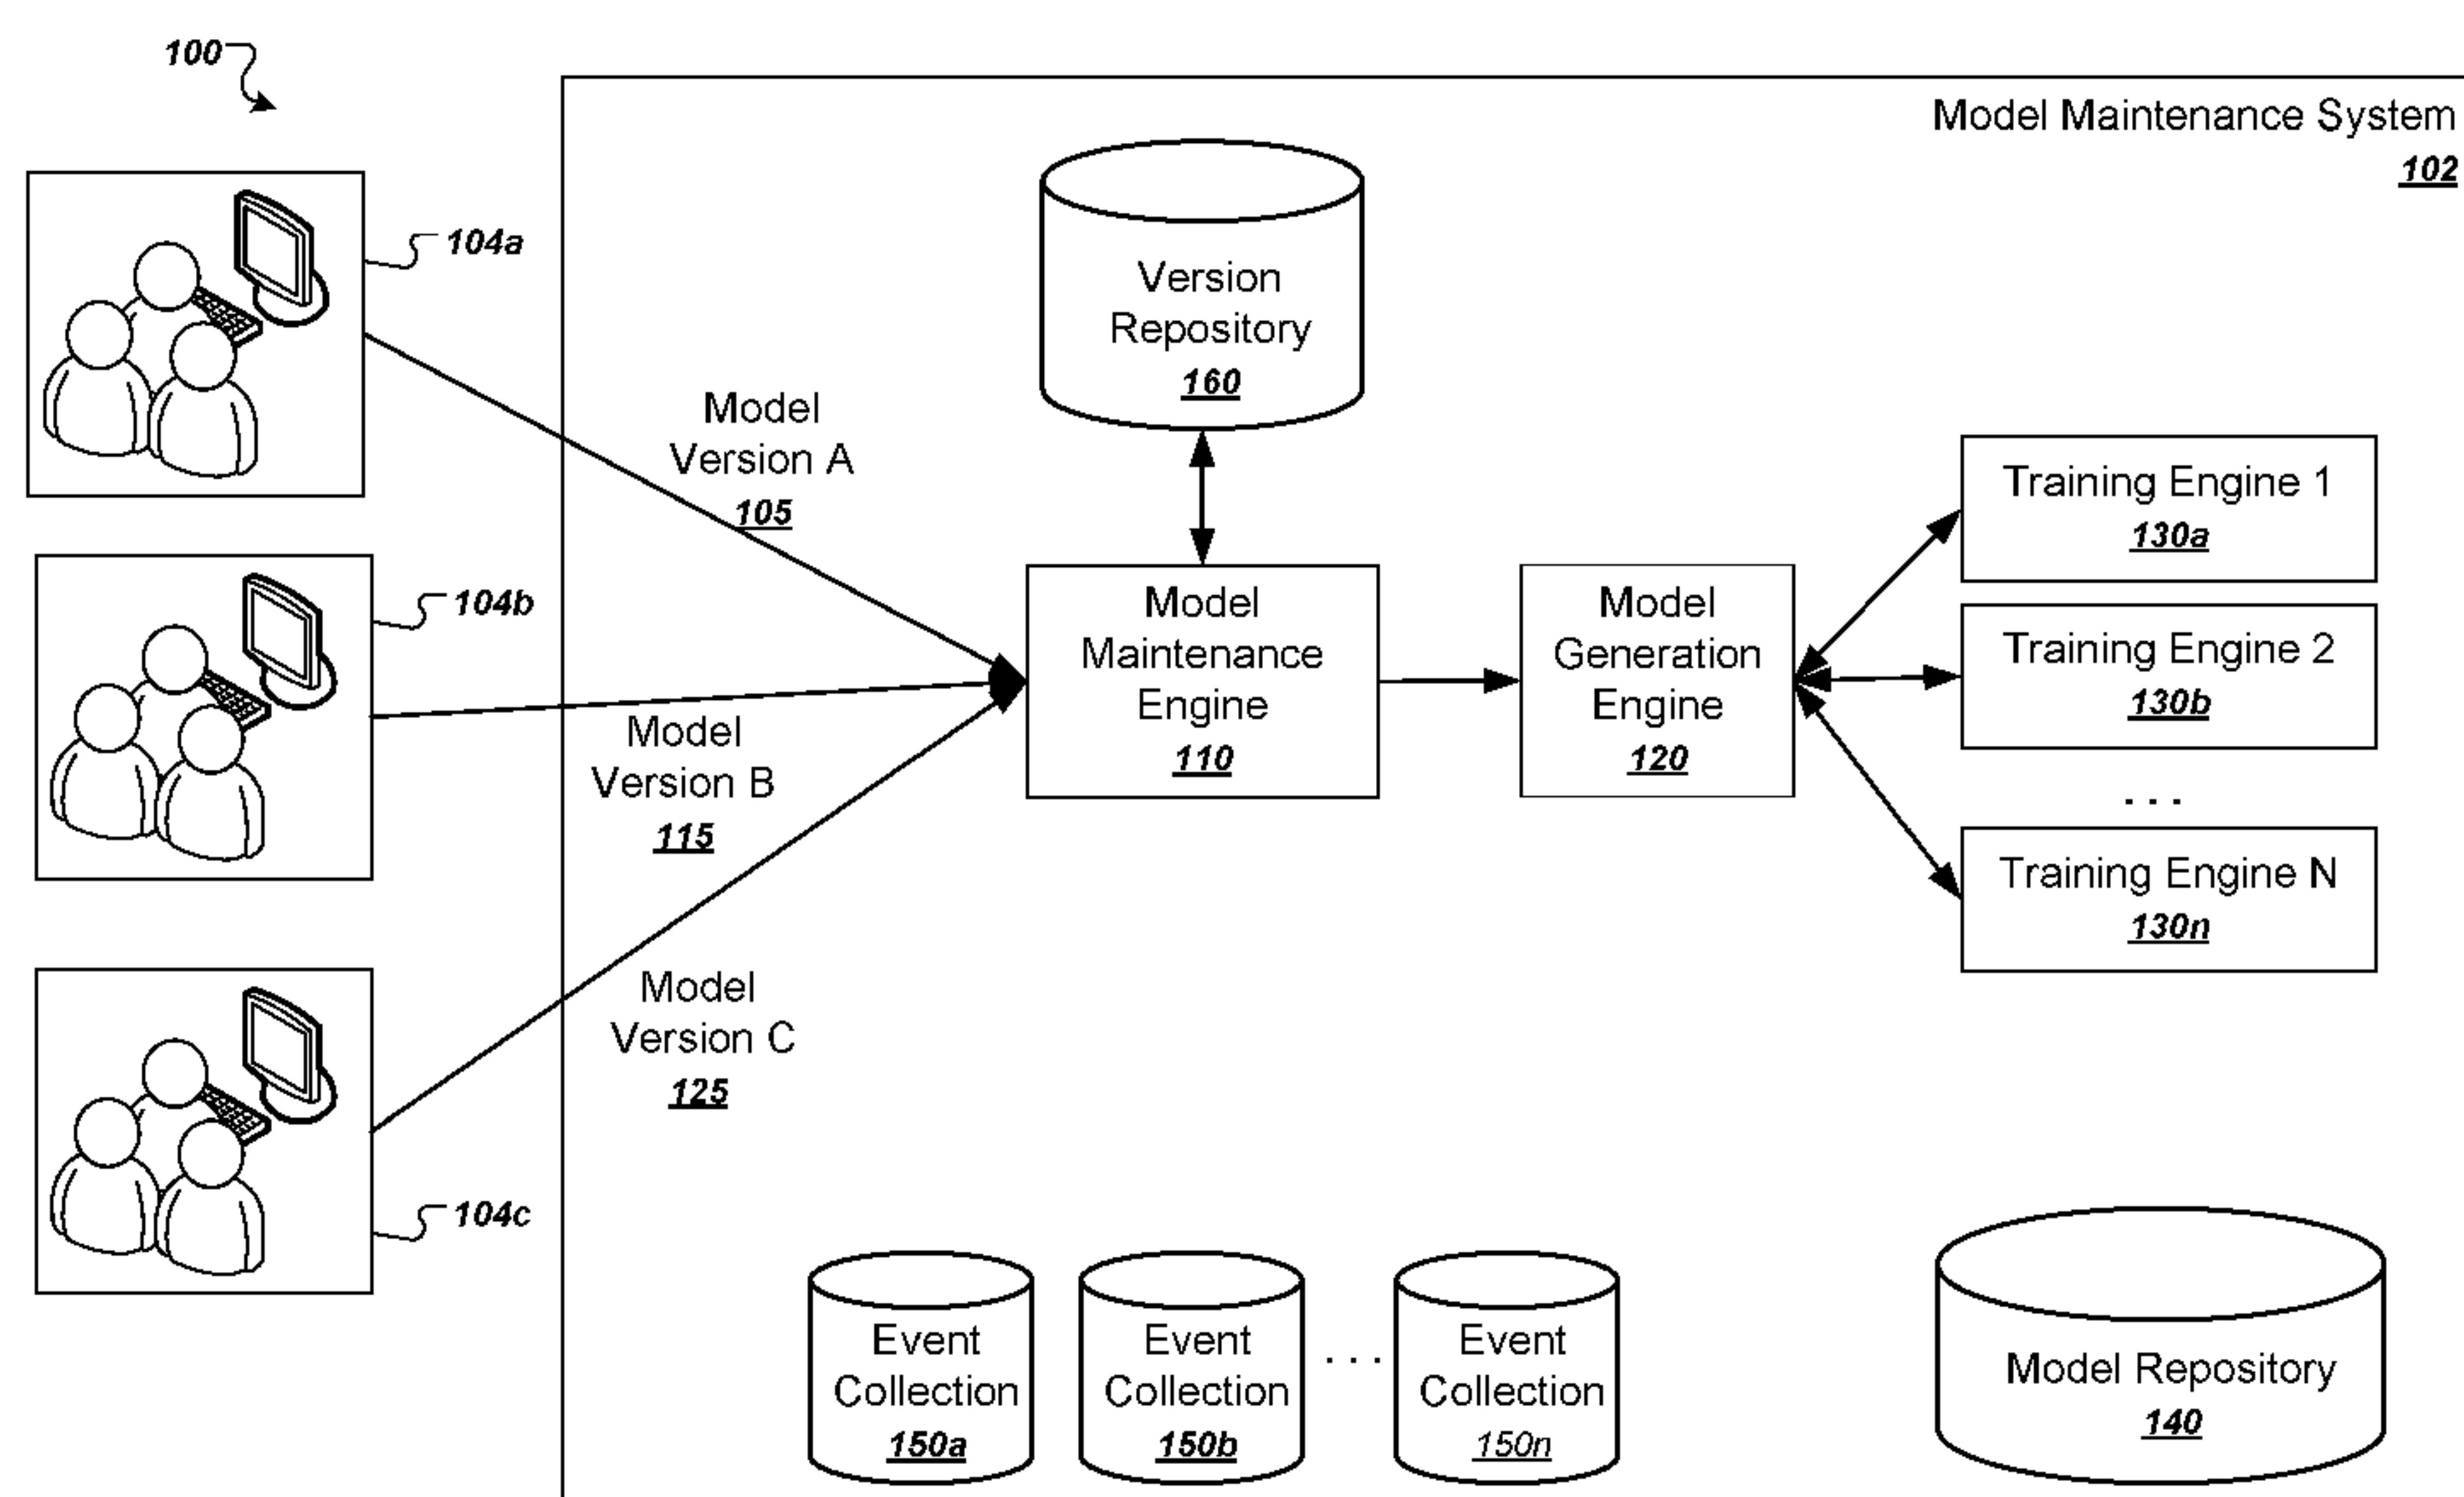 100
Model Maintenance System
102
104a
Version
Repository
160
Model
Version A
105
Training Engine 1
130a
104b
Model
Maintenance
Engine
110
Model
Generation
Engine
120
Training Engine 2
130b
Model
Version B
115
. . .
Training Engine N
130n
Model
Version C
125
104c
Event
Collection
150a
Event
Collection
150b
. . .
Event
Collection
150n
Model Repository
140